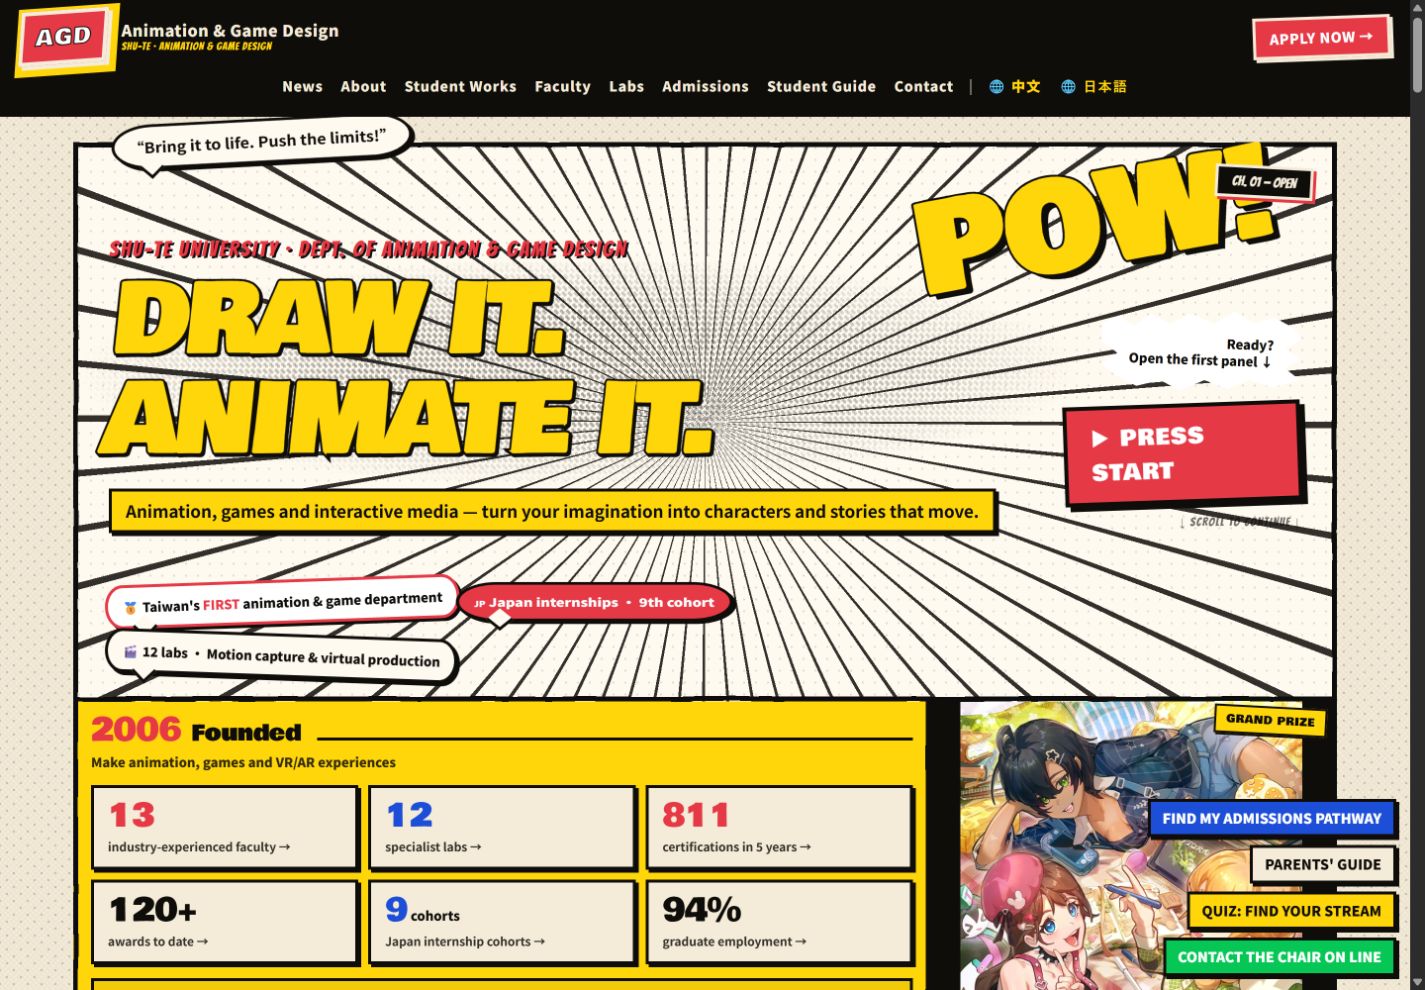 AGD
Animation & Game Design
SHU-TE · ANIMATION & GAME DESIGN
APPLY NOW →
News About Student Works Faculty Labs Admissions Student Guide Contact | 中文 日本語
“Bring it to life. Push the limits!”
POW!
CH. 01 — OPEN
SHU-TE UNIVERSITY · DEPT. OF ANIMATION & GAME DESIGN
DRAW IT.
ANIMATE IT.
Ready?
Open the first panel ↓
▶ PRESS
START
Animation, games and interactive media — turn your imagination into characters and stories that move.
↓ SCROLL TO CONTINUE ↓
Taiwan's FIRST animation & game department
JP Japan internships · 9th cohort
12 labs · Motion capture & virtual production
2006 Founded
Make animation, games and VR/AR experiences
13
industry-experienced faculty →
12
specialist labs →
811
certifications in 5 years →
120+
awards to date →
9 cohorts
Japan internship cohorts →
94%
graduate employment →
GRAND PRIZE
FIND MY ADMISSIONS PATHWAY
PARENTS' GUIDE
QUIZ: FIND YOUR STREAM
CONTACT THE CHAIR ON LINE